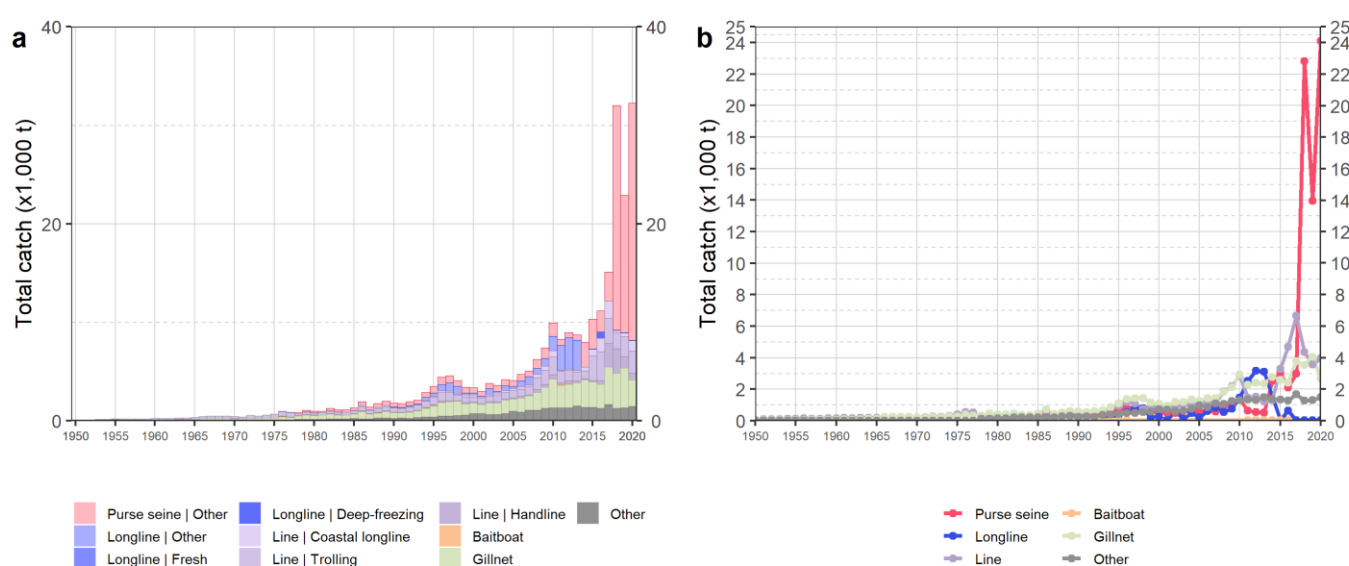 a
Total catch (x1,000 t)
40
20
10
0
40
20
10
0
1950 1955 1960 1965 1970 1975 1980 1985 1990 1995 2000 2005 2010 2015 2020
Purse seine | Other
Longline | Other
Longline | Fresh
Longline | Deep-freezing
Line | Coastal longline
Line | Trolling
Line | Handline
Baitboat
Gillnet
Other
b
Total catch (x1,000 t)
25
24
22
20
18
16
14
12
10
8
6
4
2
0
25
24
22
20
18
16
14
12
10
8
6
4
2
0
1950 1955 1960 1965 1970 1975 1980 1985 1990 1995 2000 2005 2010 2015 2020
Purse seine
Longline
Line
Baitboat
Gillnet
Other